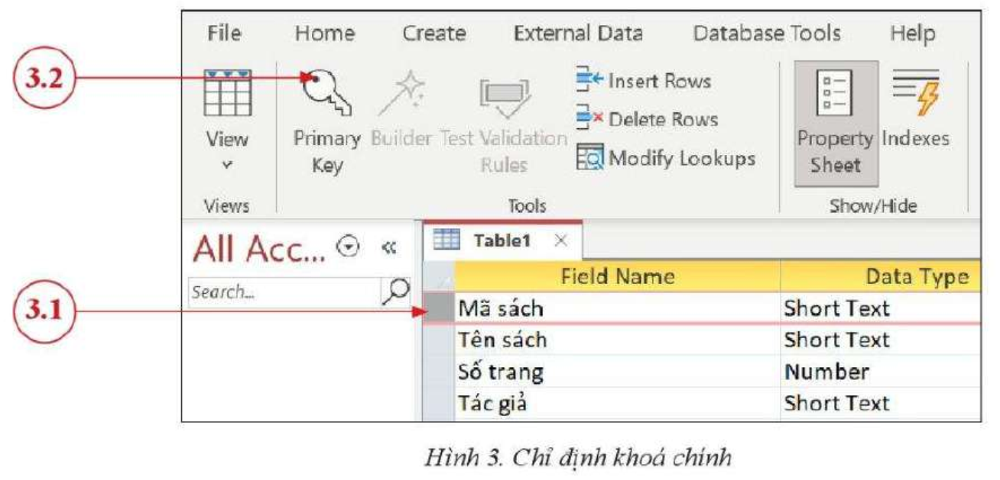 File Home Create External Data Database Tools Help
3.2
Insert Rows
Delete Rows
Modify Lookups
View
Primary Key
Builder
Test Validation Rules
Property Sheet
Indexes
Views
Tools
Show/Hide
All Acc...
Search...
Table1
Field Name Data Type
3.1
Mã sách Short Text
Tên sách Short Text
Số trang Number
Tác giả Short Text
Hình 3. Chỉ định khoá chính